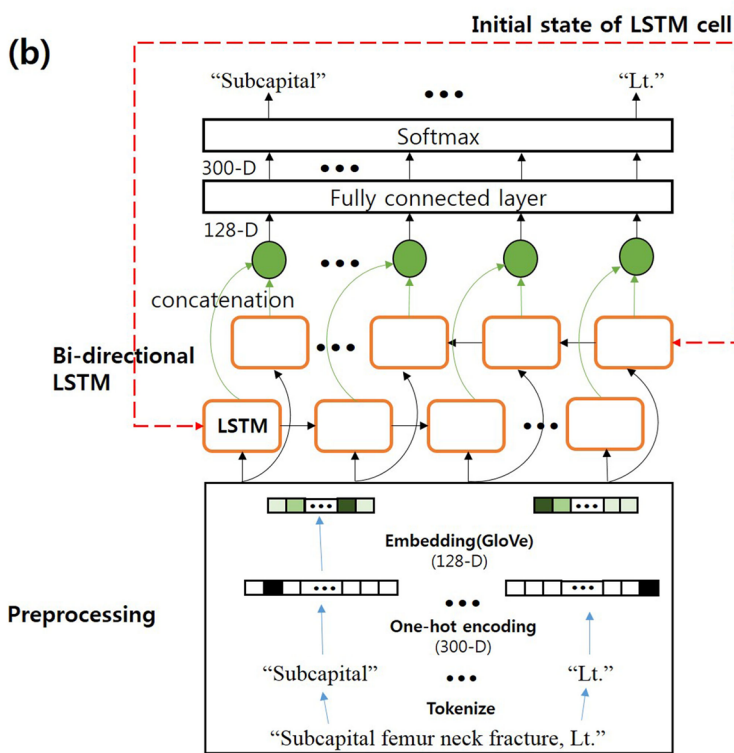 Initial state of LSTM cell
(b)
“Subcapital” ●●● “Lt.”
Softmax
300-D ●●●
Fully connected layer
128-D
●●●
concatenation
●●●
Bi-directional
LSTM
LSTM
●●●
●●●
Embedding(GloVe)
(128-D)
●●● ●●●
Preprocessing
●●●
One-hot encoding
(300-D)
“Subcapital” ●●● “Lt.”
Tokenize
“Subcapital femur neck fracture, Lt.”